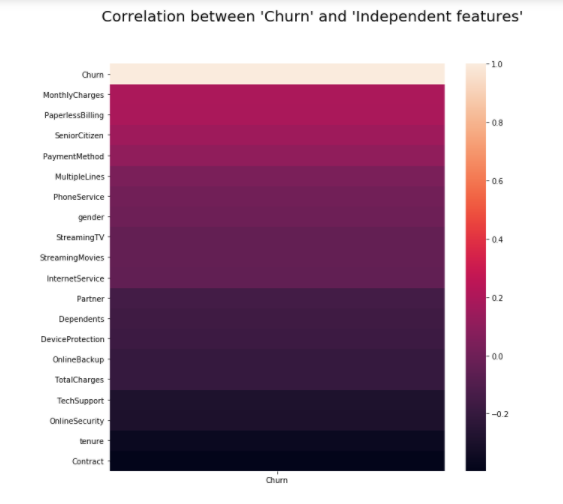 Correlation between 'Churn' and 'Independent features'
Churn
MonthlyCharges
PaperlessBilling
SeniorCitizen
PaymentMethod
MultipleLines
PhoneService
gender
StreamingTV
StreamingMovies
InternetService
Partner
Dependents
DeviceProtection
OnlineBackup
TotalCharges
TechSupport
OnlineSecurity
tenure
Contract
Churn
1.0
0.8
0.6
0.4
0.2
0.0
−0.2